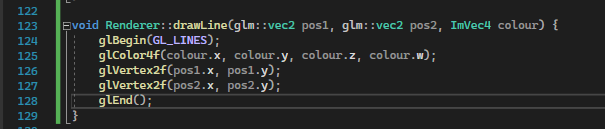 122
123 void Renderer::drawLine(glm::vec2 pos1, glm::vec2 pos2, ImVec4 colour) {
124 glBegin(GL_LINES);
125 glColor4f(colour.x, colour.y, colour.z, colour.w);
126 glVertex2f(pos1.x, pos1.y);
127 glVertex2f(pos2.x, pos2.y);
128 glEnd();
129 }